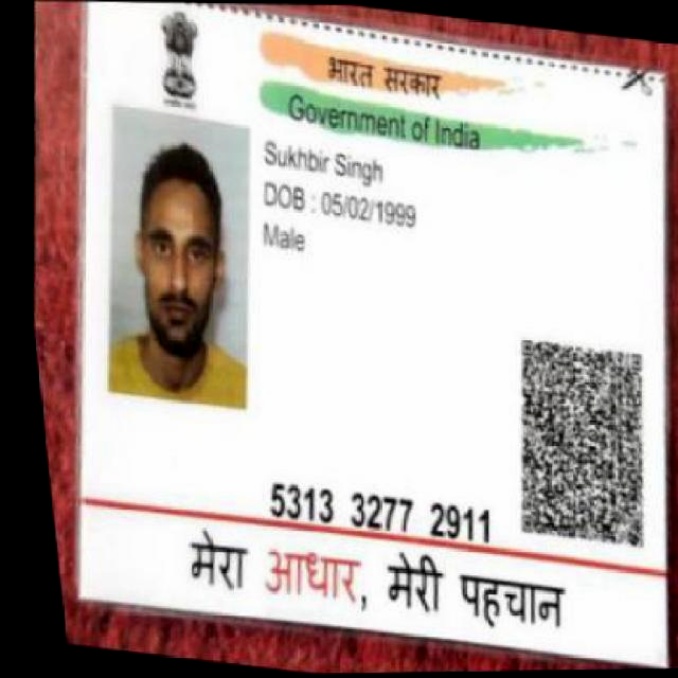 भारत सरकार
Government of India
Sukhbir Singh
DOB : 05/02/1999
Male
5313 3277 2911
मेरा आधार, मेरी पहचान